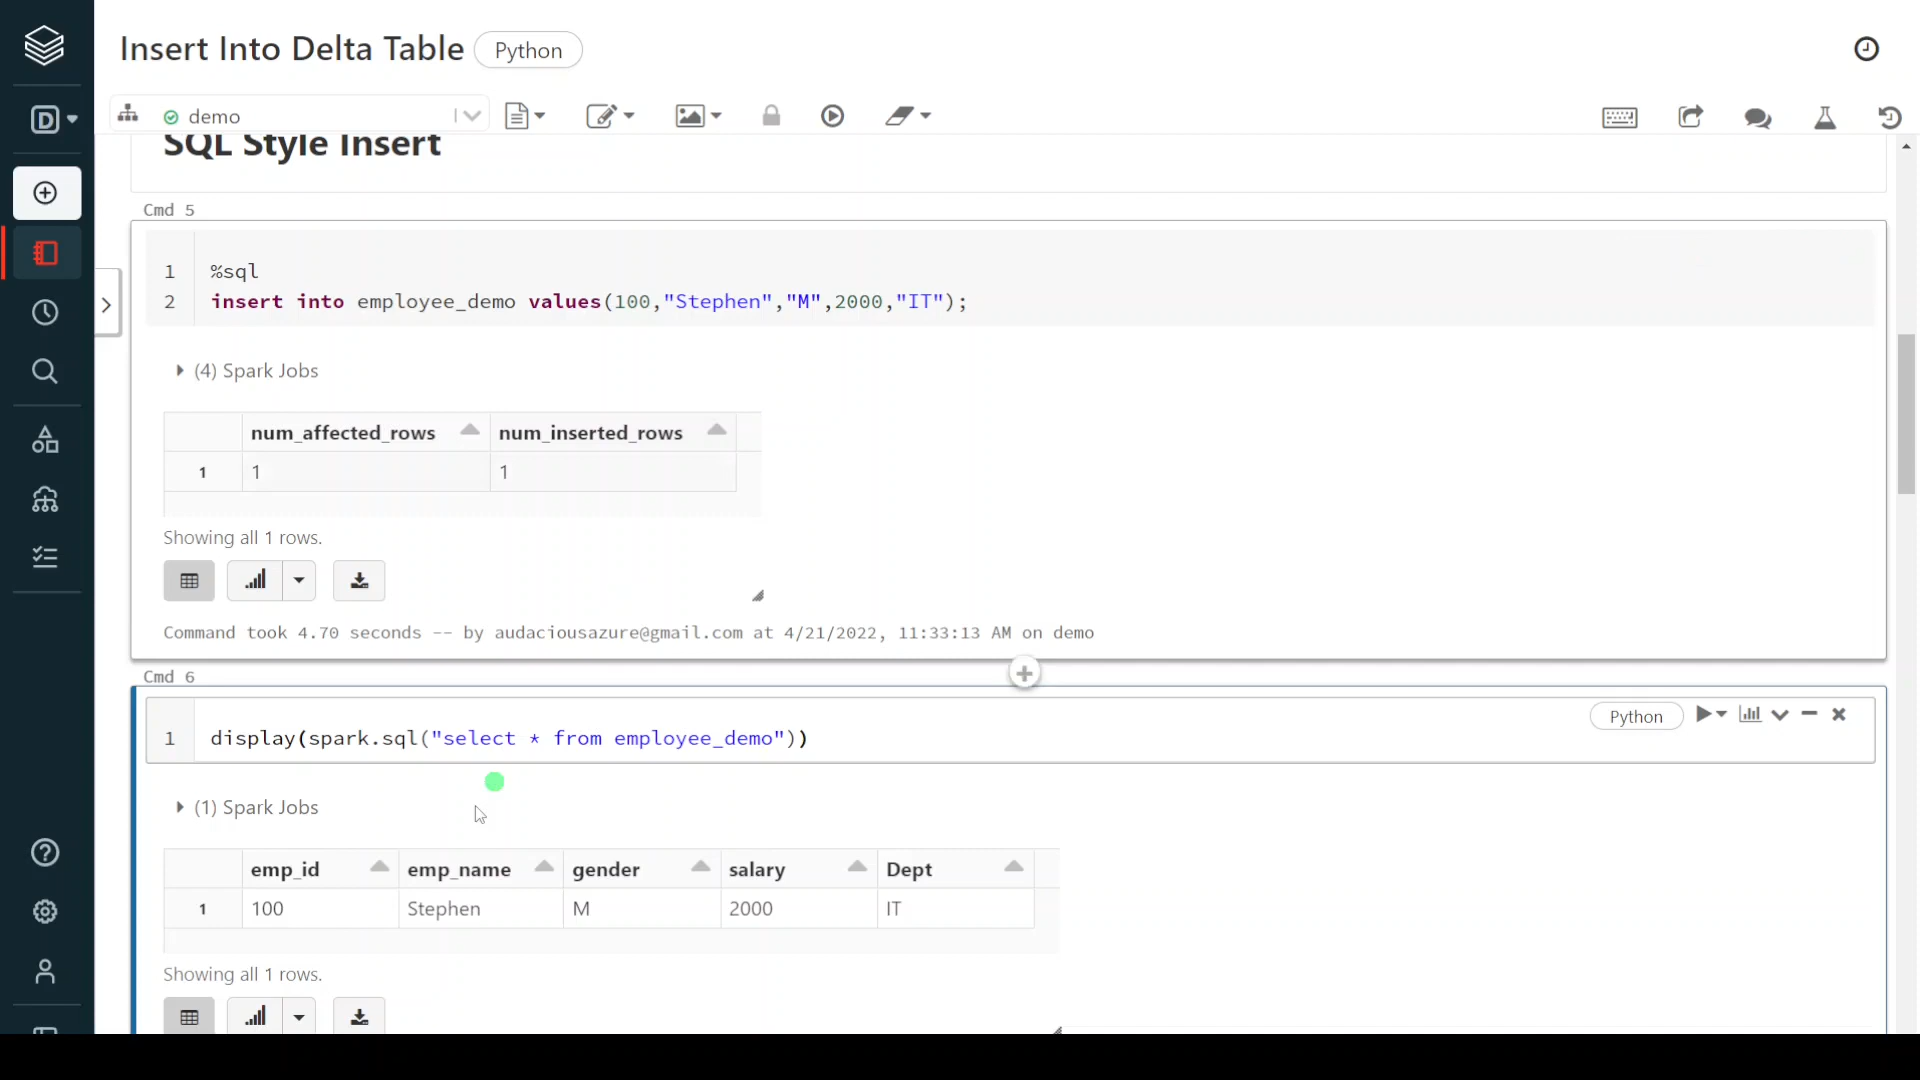 Insert Into Delta Table Python
demo
SQL Style Insert
Cmd 5
1 %sql
2 insert into employee_demo values(100,"Stephen","M",2000,"IT");
(4) Spark Jobs
num_affected_rows num_inserted_rows
1 1 1
Showing all 1 rows.
Command took 4.70 seconds -- by audaciousazure@gmail.com at 4/21/2022, 11:33:13 AM on demo
Cmd 6
Python
1 display(spark.sql("select * from employee_demo"))
(1) Spark Jobs
emp_id emp_name gender salary Dept
1 100 Stephen M 2000 IT
Showing all 1 rows.